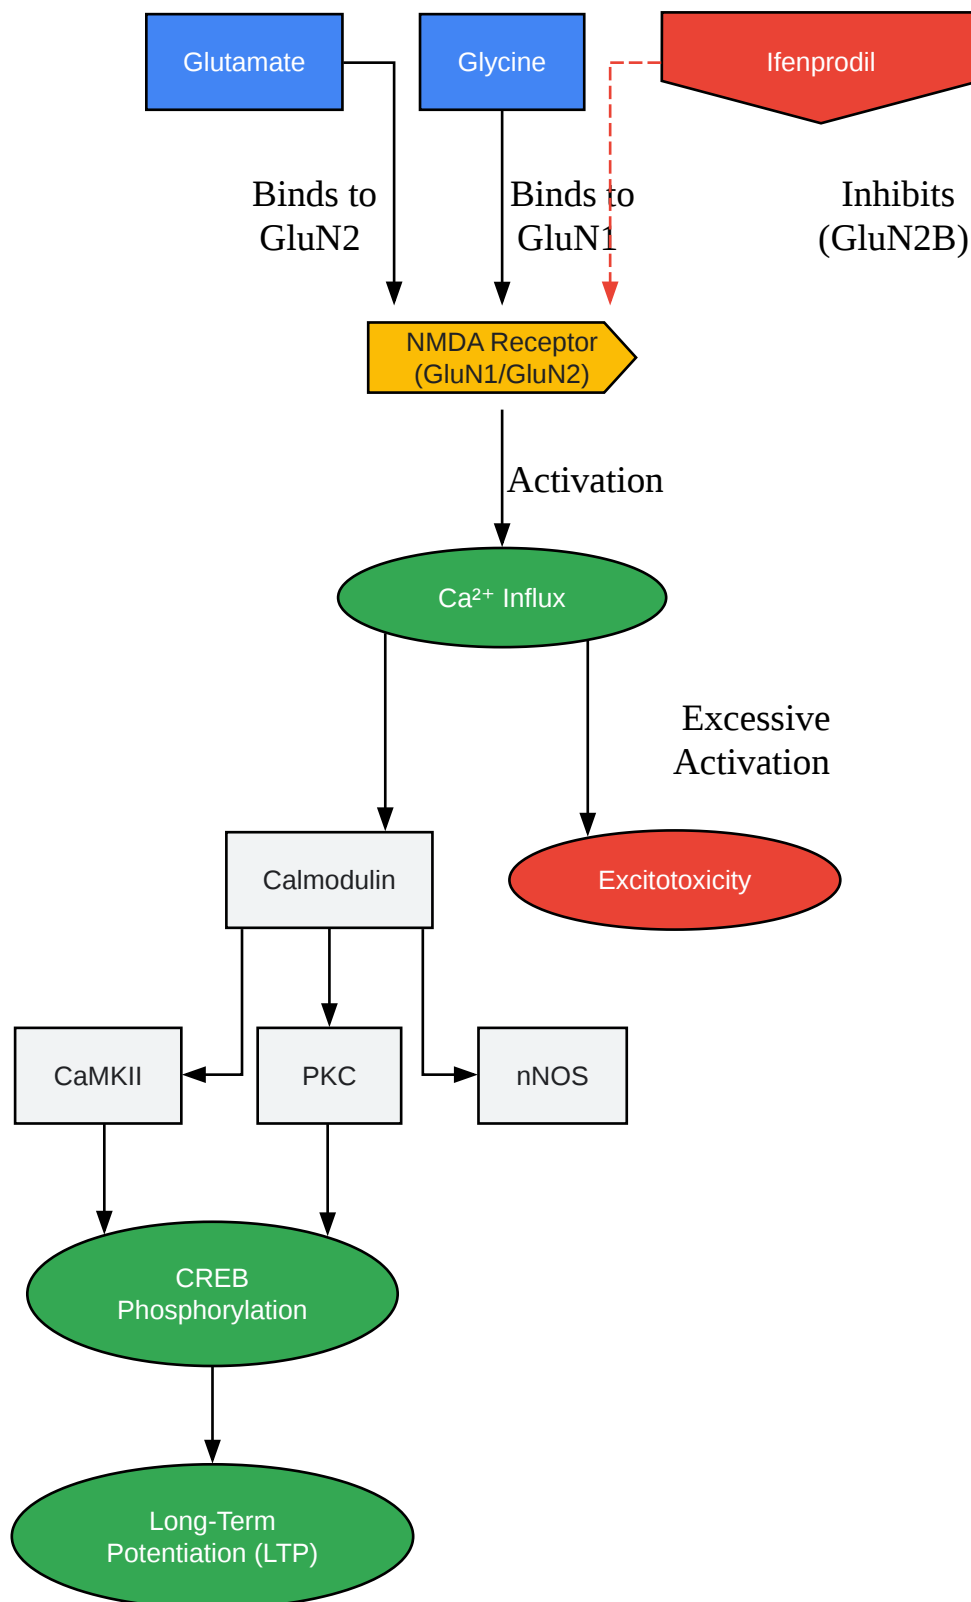 Glutamate
Glycine
Ifenprodil
Binds to
GluN2
Binds to
GluN1
Inhibits
(GluN2B)
NMDA Receptor
(GluN1/GluN2)
Activation
Ca²⁺ Influx
Excessive
Activation
Calmodulin
Excitotoxicity
CaMKII
PKC
nNOS
CREB
Phosphorylation
Long-Term
Potentiation (LTP)